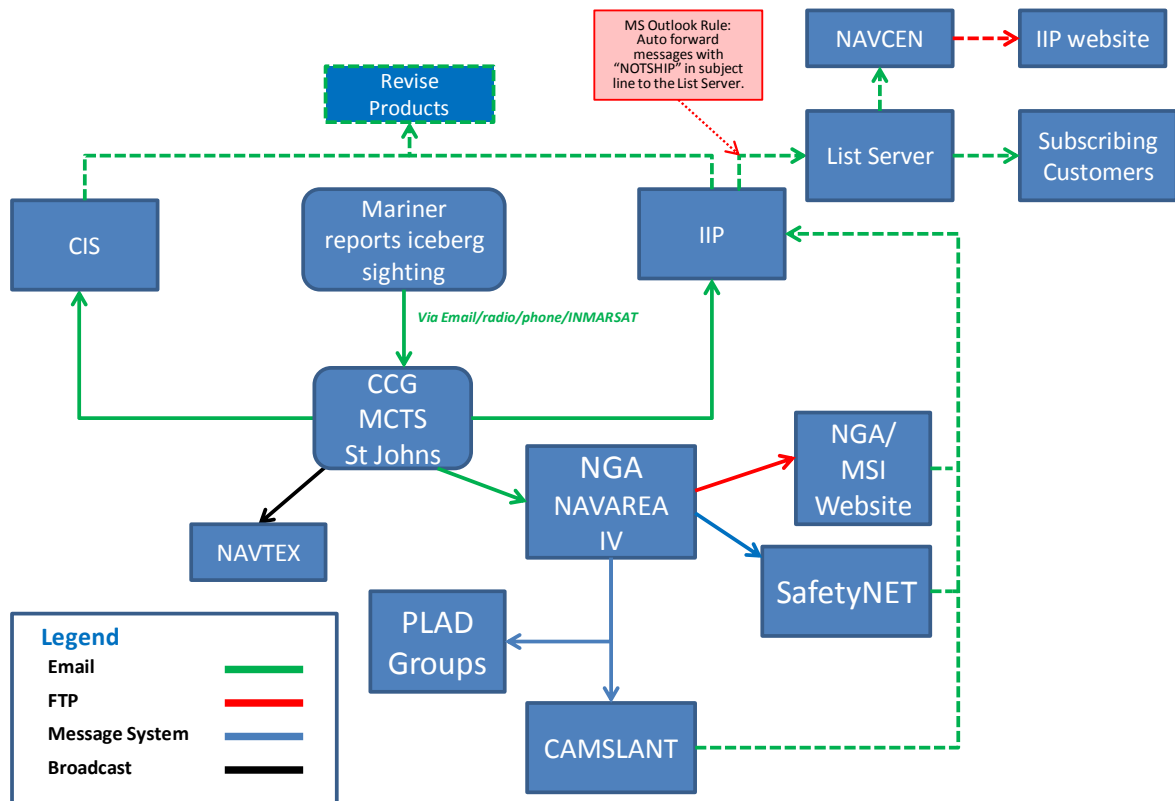 MS Outlook Rule:
Auto forward
messages with
“NOTSHIP” in subject
line to the List Server.
NAVCEN
IIP website
Revise
Products
List Server
Subscribing
Customers
CIS
Mariner
reports iceberg
sighting
IIP
Via Email/radio/phone/INMARSAT
CCG
MCTS
St Johns
NGA
NAVAREA
IV
NGA/
MSI
Website
NAVTEX
SafetyNET
PLAD
Groups
CAMSLANT
Legend
Email
FTP
Message System
Broadcast